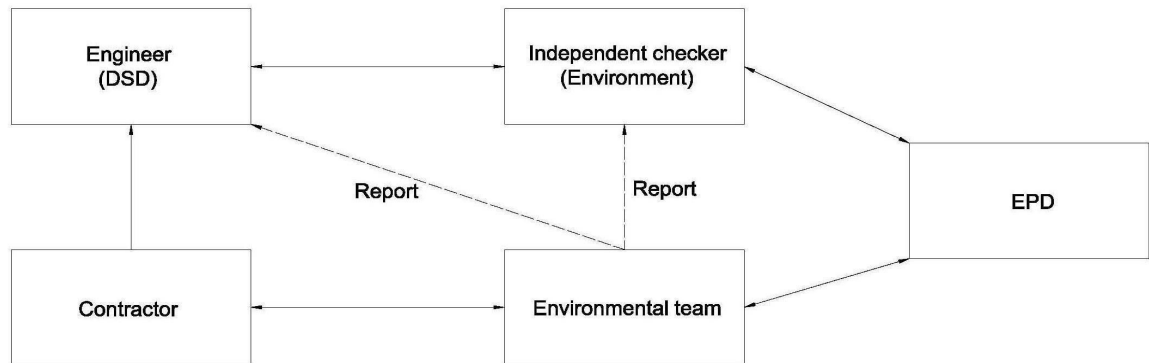 Engineer
(DSD)
Independent checker
(Environment)
Report
Report
EPD
Contractor
Environmental team